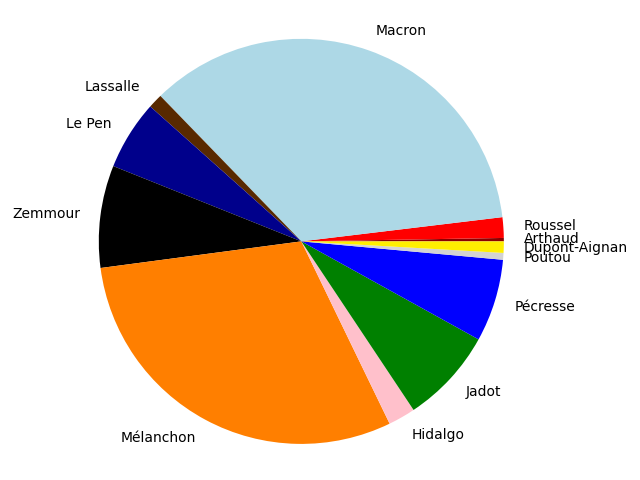 Macron
Lassalle
Le Pen
Zemmour
Roussel
Arthaud
Dupont-Aignan
Poutou
Pécresse
Jadot
Hidalgo
Mélanchon